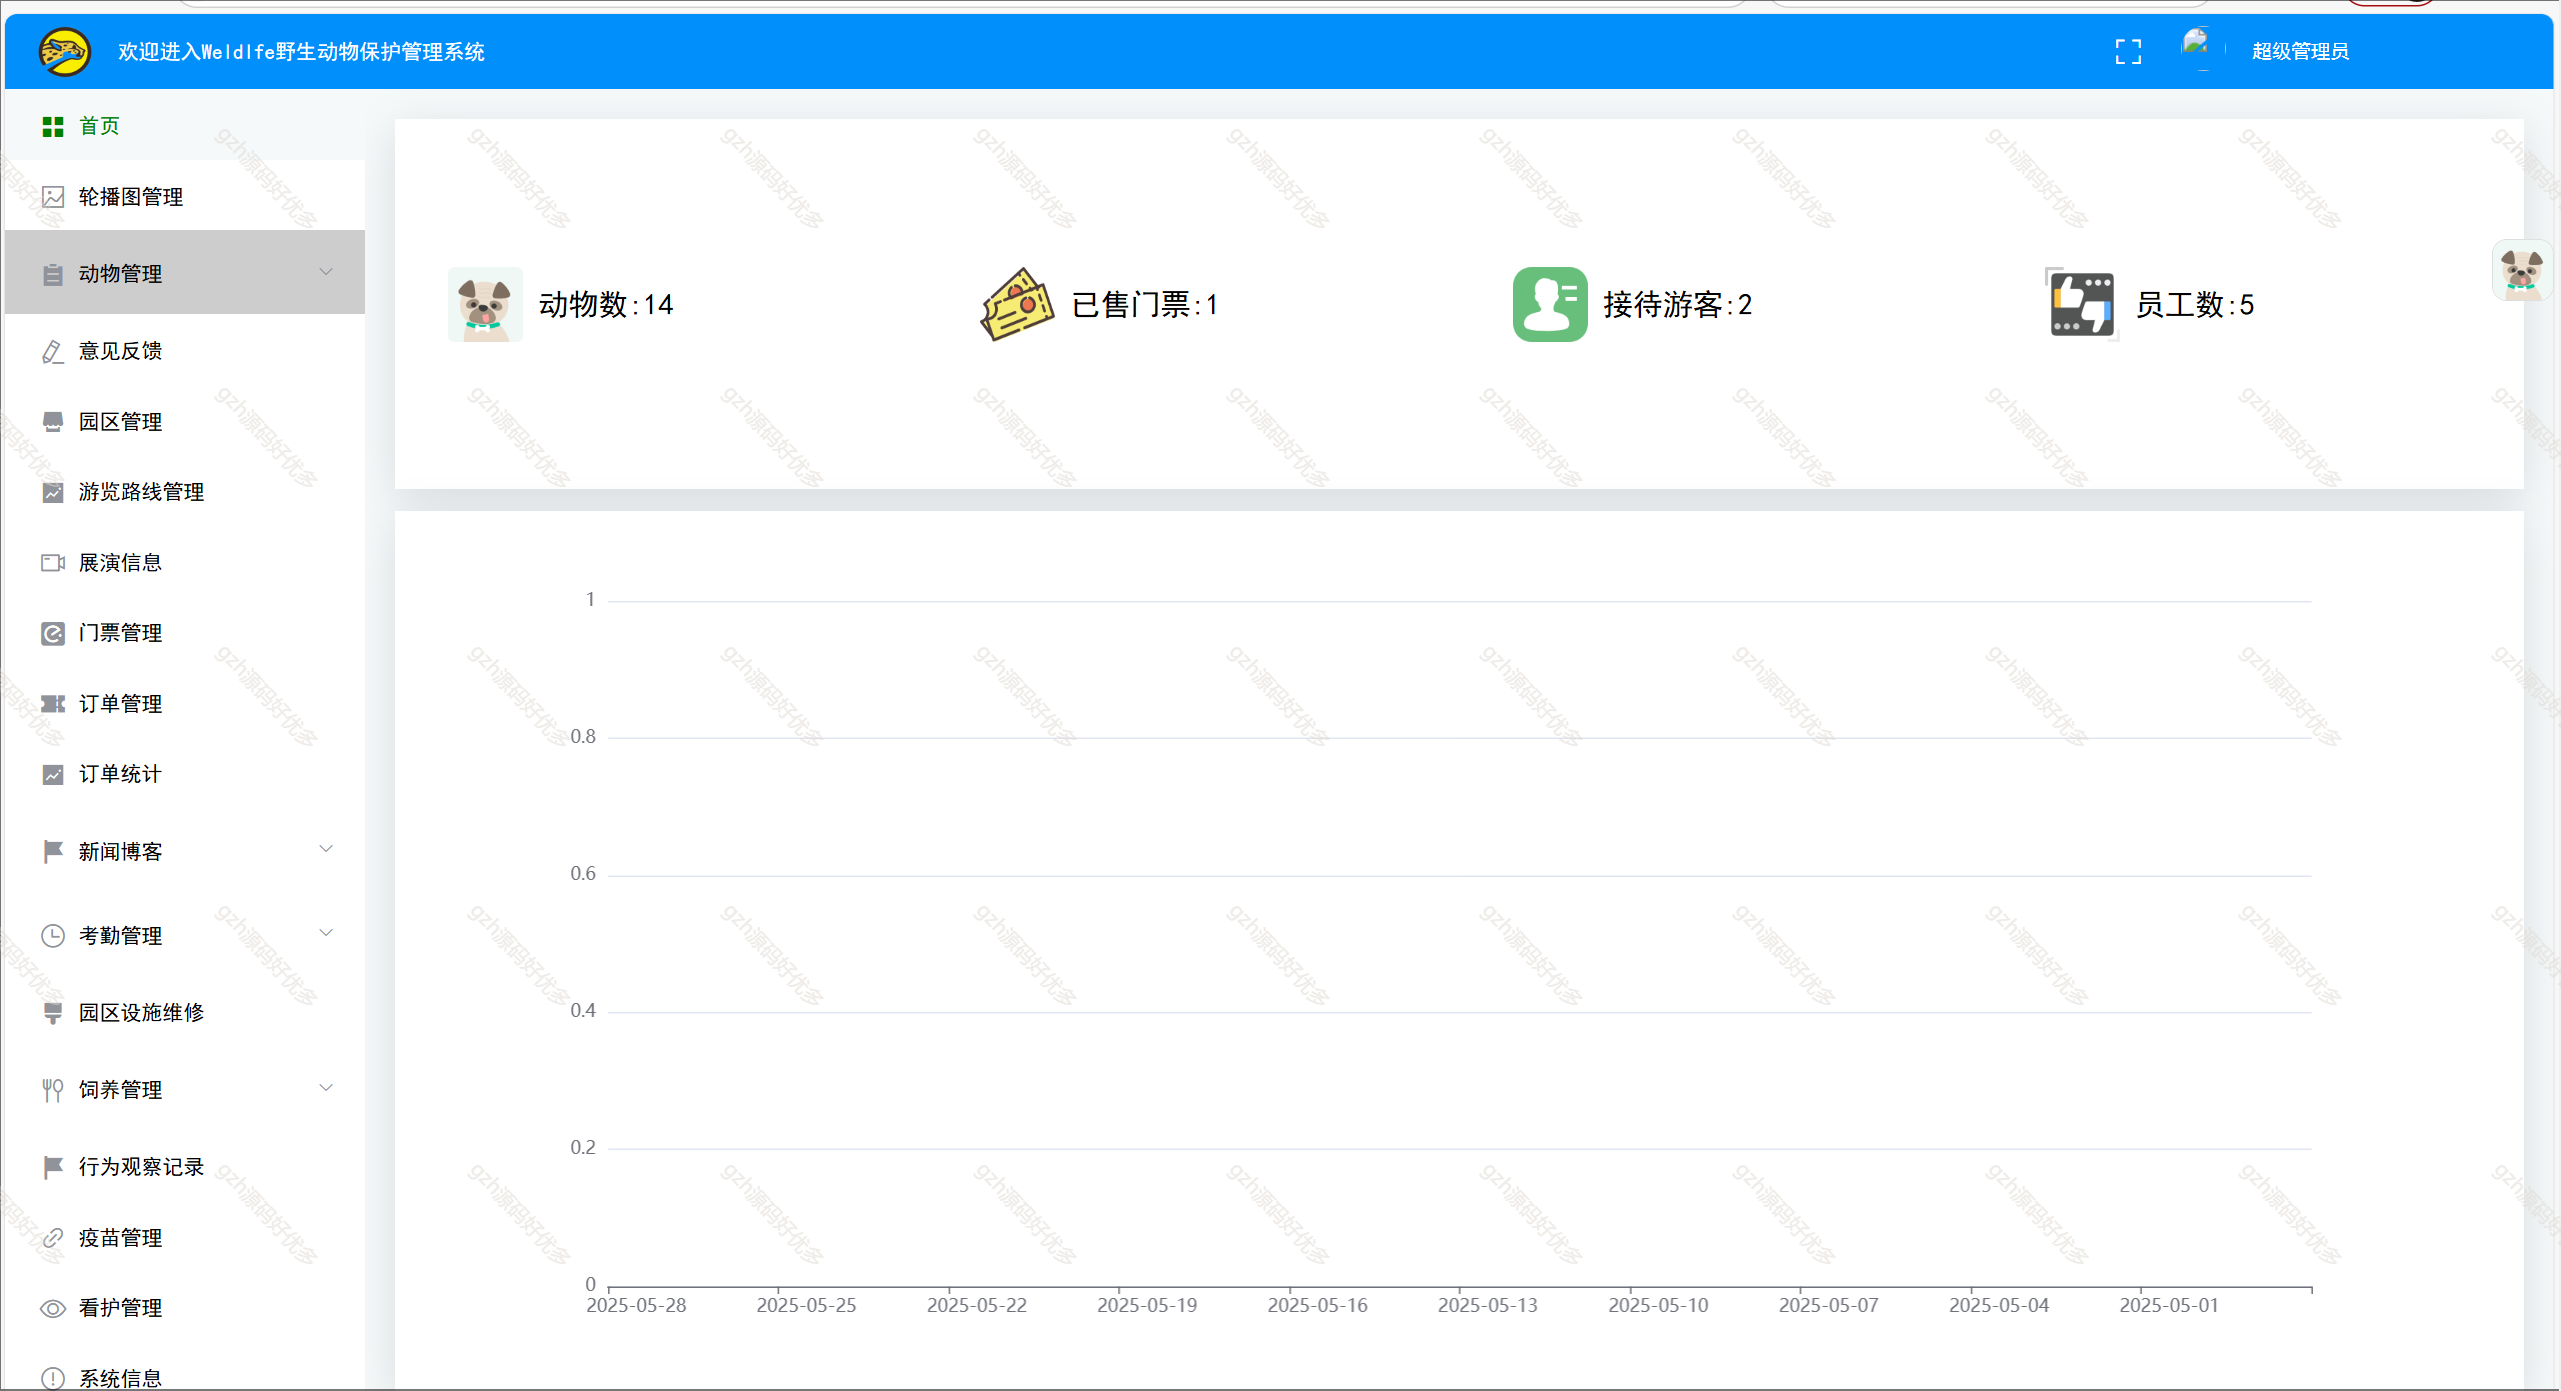 欢迎进入Weldlfe野生动物保护管理系统
超级管理员
首页
轮播图管理
动物管理
意见反馈
园区管理
游览路线管理
展演信息
门票管理
订单管理
订单统计
新闻博客
考勤管理
园区设施维修
饲养管理
行为观察记录
疫苗管理
看护管理
系统信息
动物数:14
已售门票:1
接待游客:2
员工数:5
1
0.8
0.6
0.4
0.2
0
2025-05-28
2025-05-25
2025-05-22
2025-05-19
2025-05-16
2025-05-13
2025-05-10
2025-05-07
2025-05-04
2025-05-01
gzh源码好优多